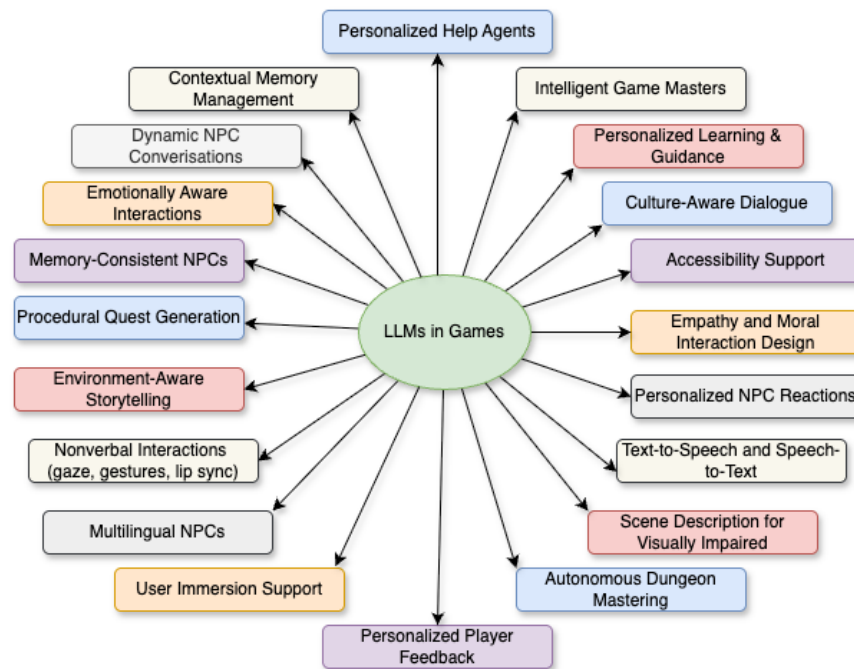 Personalized Help Agents
Contextual Memory
Management
Intelligent Game Masters
Dynamic NPC
Converisations
Personalized Learning &
Guidance
Emotionally Aware
Interactions
Culture-Aware Dialogue
Memory-Consistent NPCs
Accessibility Support
Procedural Quest Generation
LLMs in Games
Empathy and Moral
Interaction Design
Environment-Aware
Storytelling
Personalized NPC Reactions
Nonverbal Interactions
(gaze, gestures, lip sync)
Text-to-Speech and Speech-
to-Text
Multilingual NPCs
Scene Description for
Visually Impaired
User Immersion Support
Autonomous Dungeon
Mastering
Personalized Player
Feedback